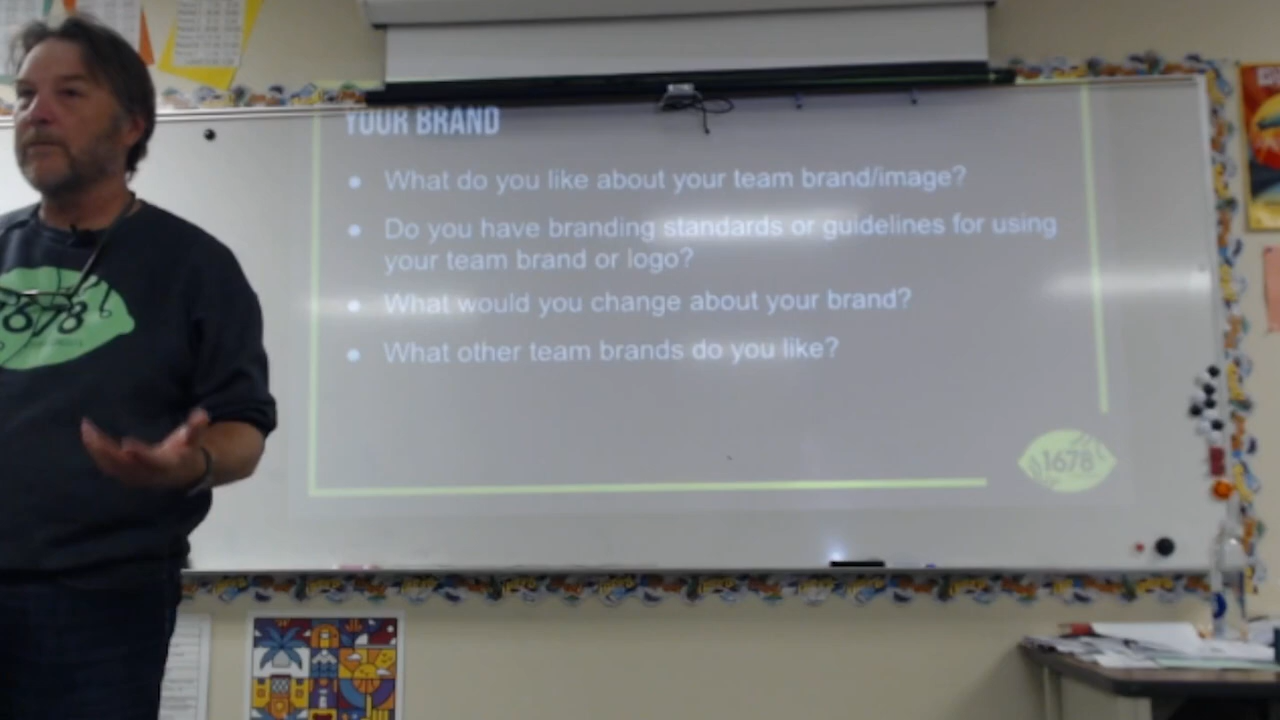 YOUR BRAND
What do you like about your team brand/image?
Do you have branding standards or guidelines for using
your team brand or logo?
What would you change about your brand?
What other team brands do you like?
1678
1678